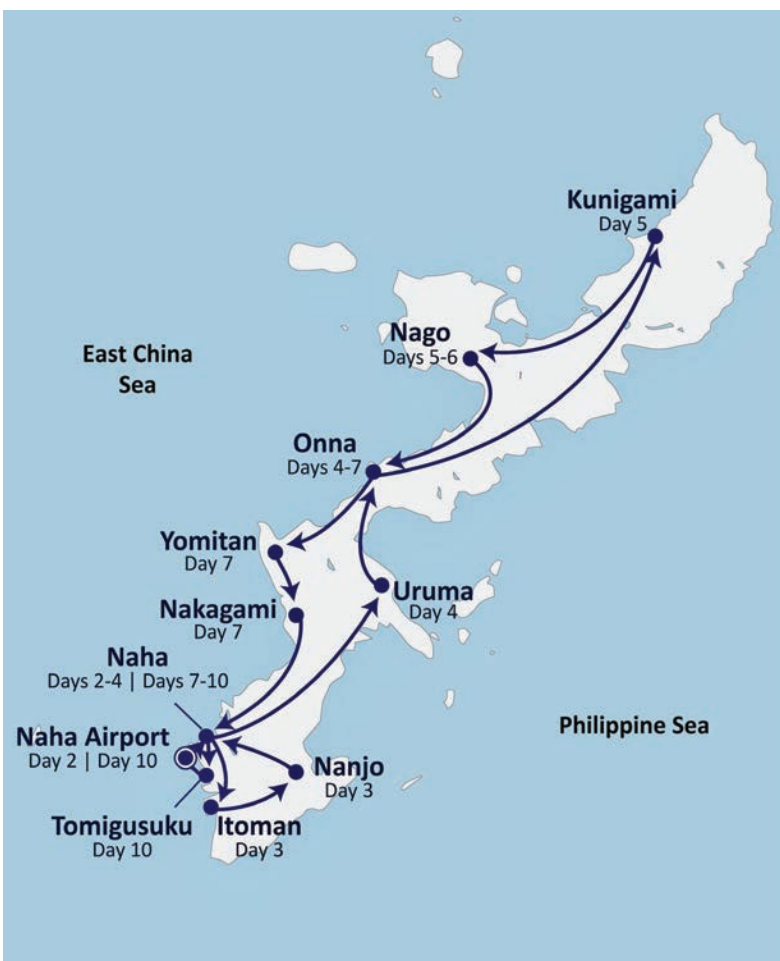 Kunigami
Day 5
East China
Sea
Nago
Days 5-6
Onna
Days 4-7
Yomitan
Day 7
Uruma
Day 4
Nakagami
Day 7
Naha
Days 2-4 | Days 7-10
Philippine Sea
Naha Airport
Day 2 | Day 10
Nanjo
Day 3
Tomigusuku
Day 10
Itoman
Day 3